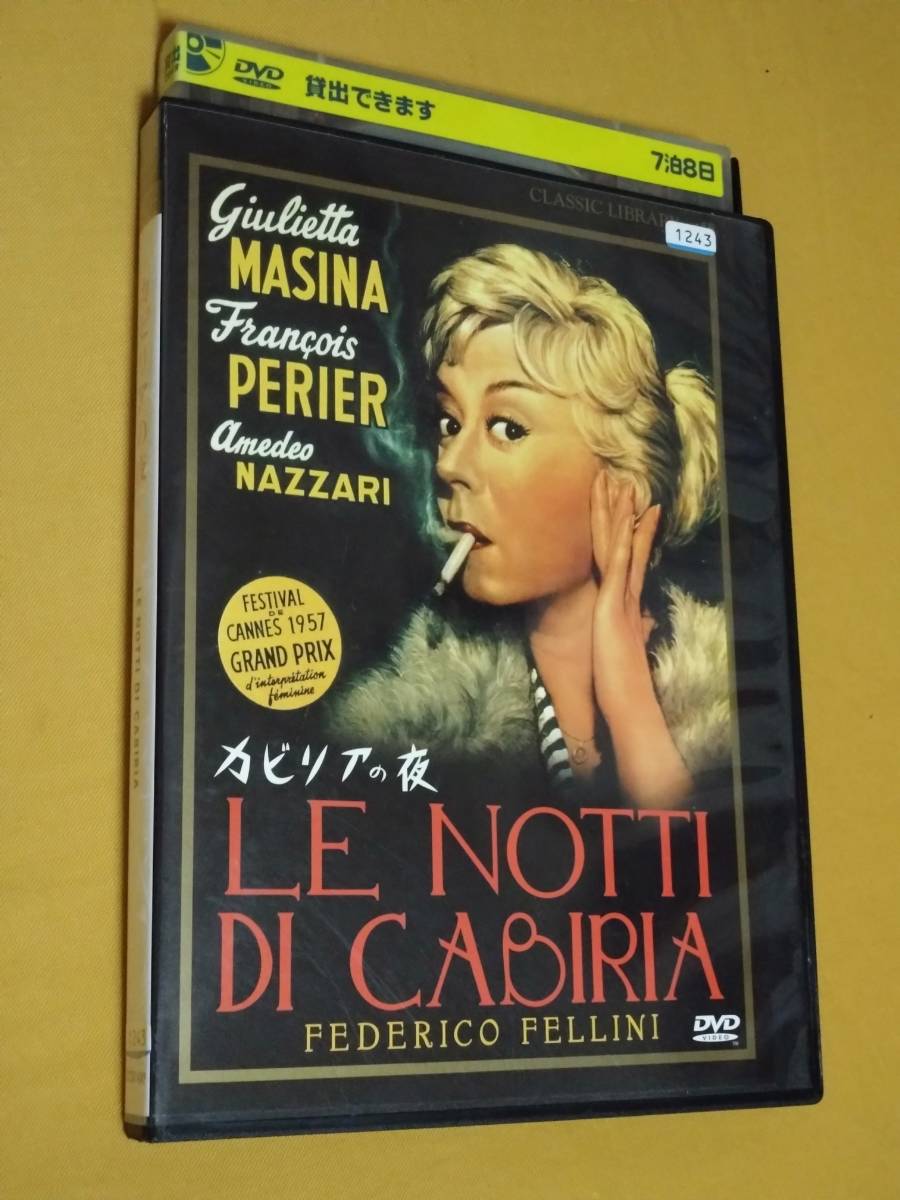 DVD
VIDEO
貸出できます
7泊8日
CLASSIC LIBRARY
1243
Giulietta
MASINA
François
PERIER
Amedeo
NAZZARI
FESTIVAL
DE
CANNES 1957
GRAND PRIX
d'interprétation
féminine
カビリアの夜
LE NOTTI
DI CABIRIA
FEDERICO FELLINI
DVD
VIDEO
LE NOTTI DI CABIRIA